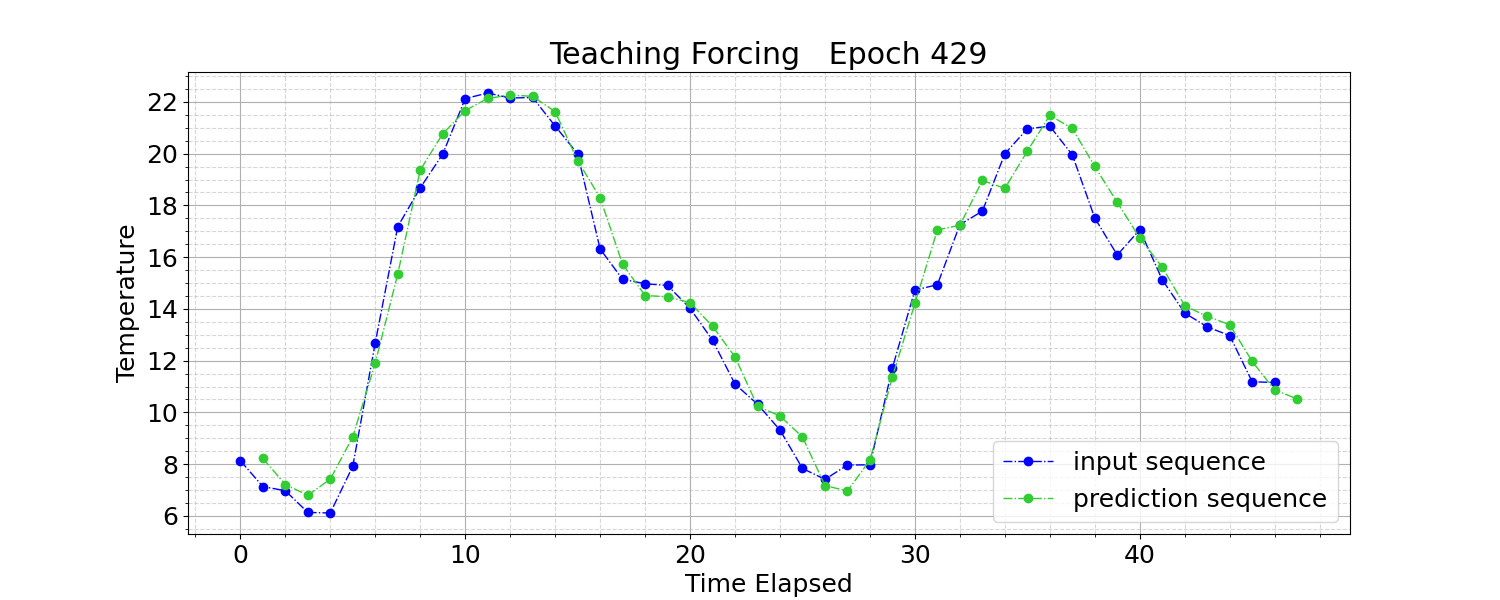 Teaching Forcing   Epoch 429
Temperature
22
20
18
16
14
12
10
8
6
0 10 20 30 40
Time Elapsed
input sequence
prediction sequence